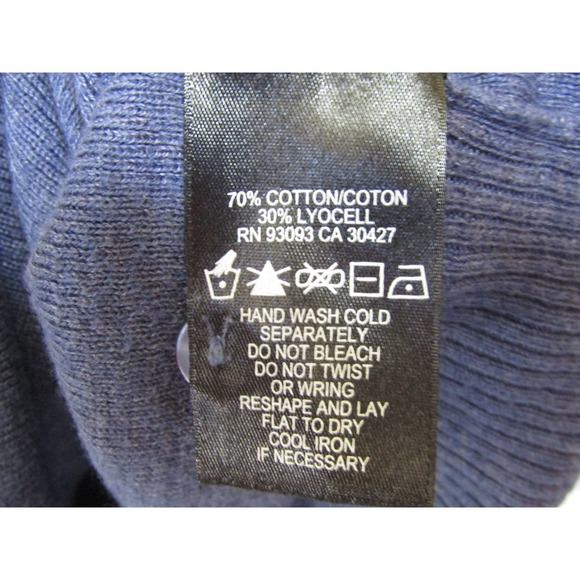 70% COTTON/COTON
30% LYOCELL
RN 93093 CA 30427
HAND WASH COLD
SEPARATELY
DO NOT BLEACH
DO NOT TWIST
OR WRING
RESHAPE AND LAY
FLAT TO DRY
COOL IRON
IF NECESSARY